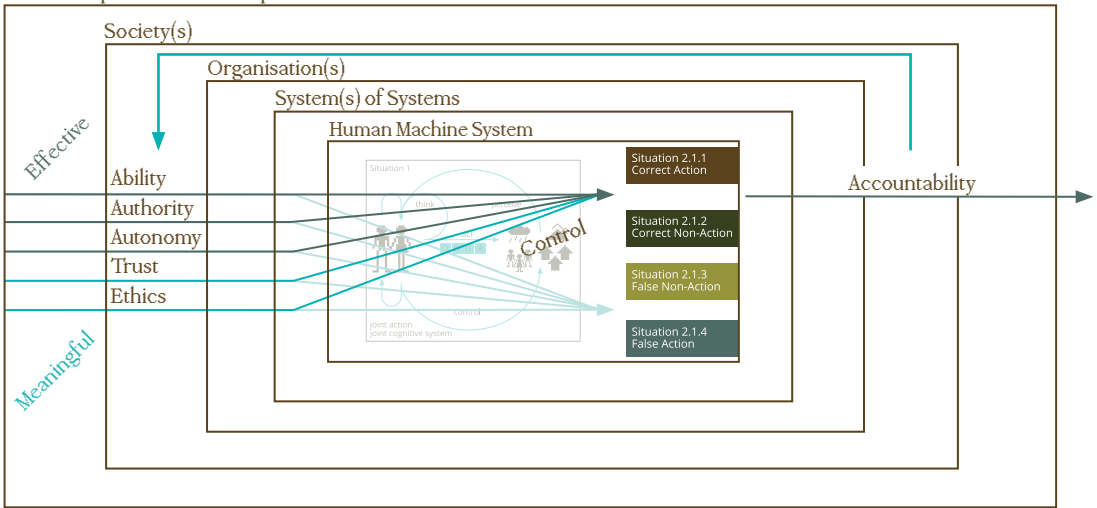 Society(s)
Organisation(s)
System(s) of Systems
Human Machine System
Effective
Ability
Authority
Autonomy
Trust
Ethics
Meaningful
Situation 1
think
act
Control
control
joint action
joint cognitive system
Situation 2.1.1
Correct Action
Situation 2.1.2
Correct Non-Action
Situation 2.1.3
False Non-Action
Situation 2.1.4
False Action
Accountability